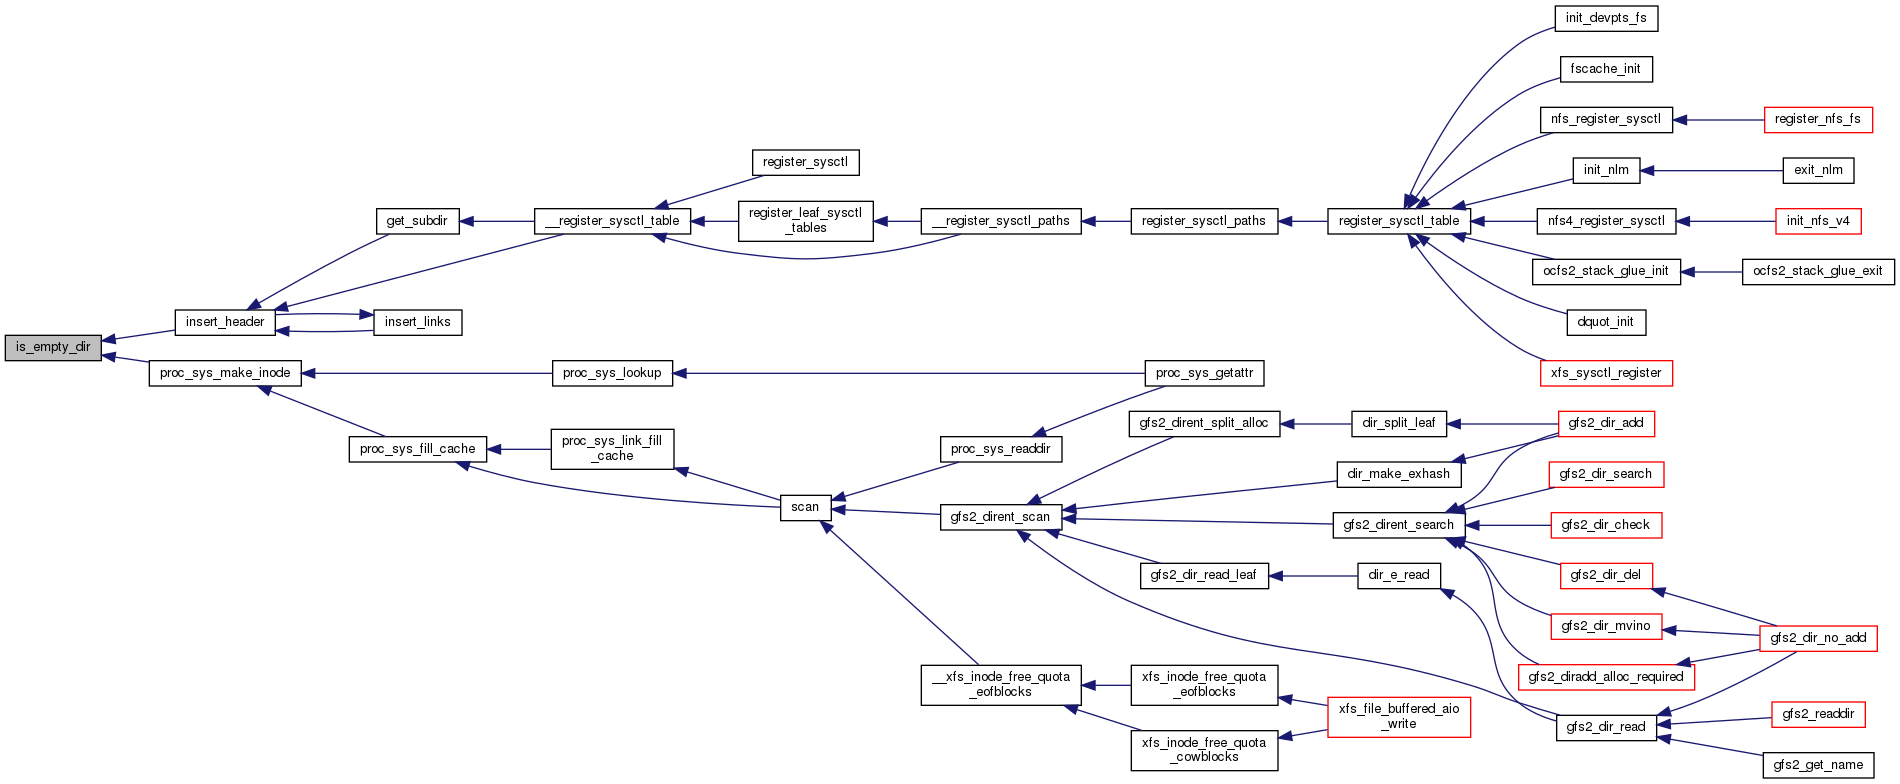 init_devpts_fs
fscache_init
nfs_register_sysctl
register_nfs_fs
register_sysctl
init_nlm
exit_nlm
get_subdir
__register_sysctl_table
register_leaf_sysctl
_tables
__register_sysctl_paths
register_sysctl_paths
register_sysctl_table
nfs4_register_sysctl
init_nfs_v4
ocfs2_stack_glue_init
ocfs2_stack_glue_exit
insert_header
insert_links
dquot_init
is_empty_dir
proc_sys_make_inode
proc_sys_lookup
proc_sys_getattr
xfs_sysctl_register
gfs2_dirent_split_alloc
dir_split_leaf
gfs2_dir_add
proc_sys_fill_cache
proc_sys_link_fill
_cache
proc_sys_readdir
dir_make_exhash
gfs2_dir_search
scan
gfs2_dirent_scan
gfs2_dirent_search
gfs2_dir_check
gfs2_dir_read_leaf
dir_e_read
gfs2_dir_del
gfs2_dir_mvino
gfs2_dir_no_add
__xfs_inode_free_quota
_eofblocks
xfs_inode_free_quota
_eofblocks
gfs2_diradd_alloc_required
xfs_file_buffered_aio
_write
gfs2_dir_read
gfs2_readdir
xfs_inode_free_quota
_cowblocks
gfs2_get_name